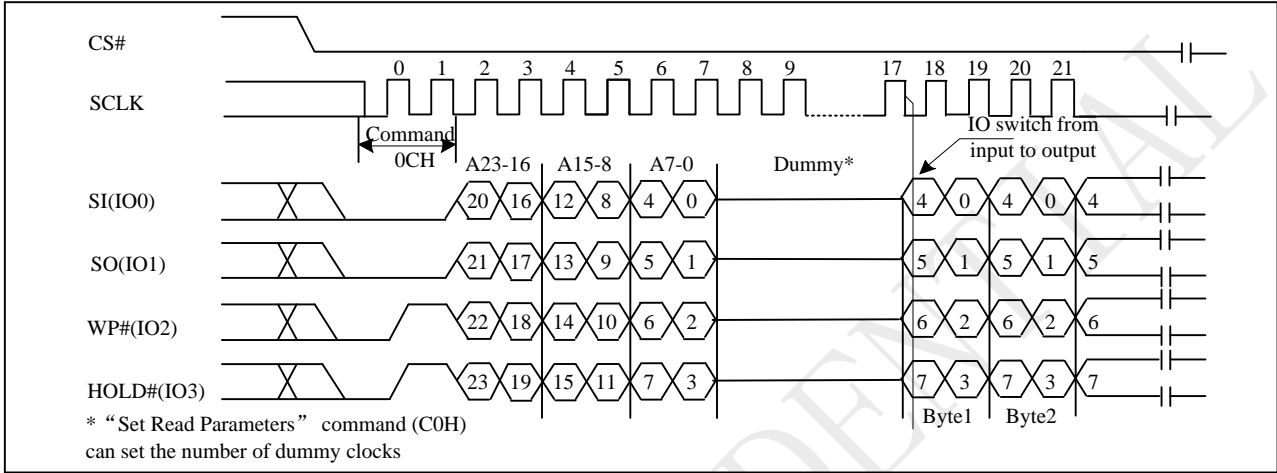 CS#
0 1 2 3 4 5 6 7 8 9 17 18 19 20 21
SCLK
Command
0CH
IO switch from
input to output
A23-16 A15-8 A7-0 Dummy*
SI(IO0) 20 16 12 8 4 0 4 0 4 0 4
SO(IO1) 21 17 13 9 5 1 5 1 5 1 5
WP#(IO2) 22 18 14 10 6 2 6 2 6 2 6
HOLD#(IO3) 23 19 15 11 7 3 7 3 7 3 7
Byte1 Byte2
* “Set Read Parameters” command (C0H)
can set the number of dummy clocks
DENTIAL